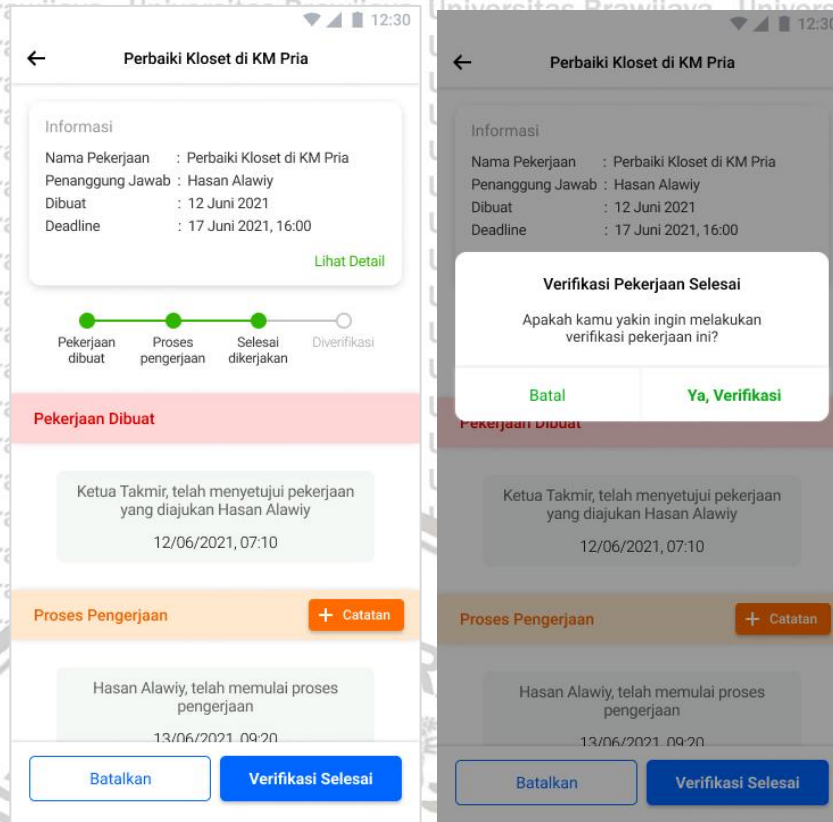 12:30
Perbaiki Kloset di KM Pria
Informasi
Nama Pekerjaan : Perbaiki Kloset di KM Pria
Penanggung Jawab : Hasan Alawiy
Dibuat : 12 Juni 2021
Deadline : 17 Juni 2021, 16:00
Lihat Detail
Pekerjaan dibuat
Proses pengerjaan
Selesai dikerjakan
Diverifikasi
Pekerjaan Dibuat
Ketua Takmir, telah menyetujui pekerjaan
yang diajukan Hasan Alawiy
12/06/2021, 07:10
Proses Pengerjaan
+ Catatan
Hasan Alawiy, telah memulai proses
pengerjaan
13/06/2021, 09:20
Batalkan
Verifikasi Selesai
Universitas Brawijaya
12:30
Perbaiki Kloset di KM Pria
Informasi
Nama Pekerjaan : Perbaiki Kloset di KM Pria
Penanggung Jawab : Hasan Alawiy
Dibuat : 12 Juni 2021
Deadline : 17 Juni 2021, 16:00
Verifikasi Pekerjaan Selesai
Apakah kamu yakin ingin melakukan
verifikasi pekerjaan ini?
Batal
Ya, Verifikasi
Pekerjaan Dibuat
Ketua Takmir, telah menyetujui pekerjaan
yang diajukan Hasan Alawiy
12/06/2021, 07:10
Proses Pengerjaan
+ Catatan
Hasan Alawiy, telah memulai proses
pengerjaan
13/06/2021, 09:20
Batalkan
Verifikasi Selesai